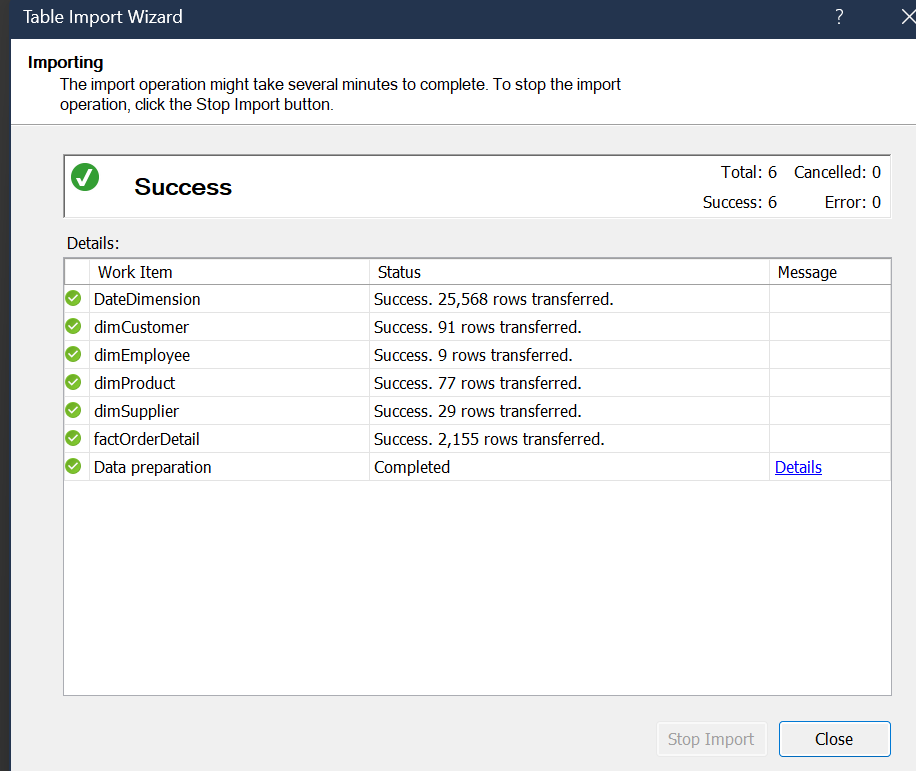 Table Import Wizard ?
Importing
The import operation might take several minutes to complete. To stop the import
operation, click the Stop Import button.
Success
Total: 6 Cancelled: 0
Success: 6 Error: 0
Details:
Work Item Status Message
DateDimension Success. 25,568 rows transferred.
dimCustomer Success. 91 rows transferred.
dimEmployee Success. 9 rows transferred.
dimProduct Success. 77 rows transferred.
dimSupplier Success. 29 rows transferred.
factOrderDetail Success. 2,155 rows transferred.
Data preparation Completed Details
Stop Import Close